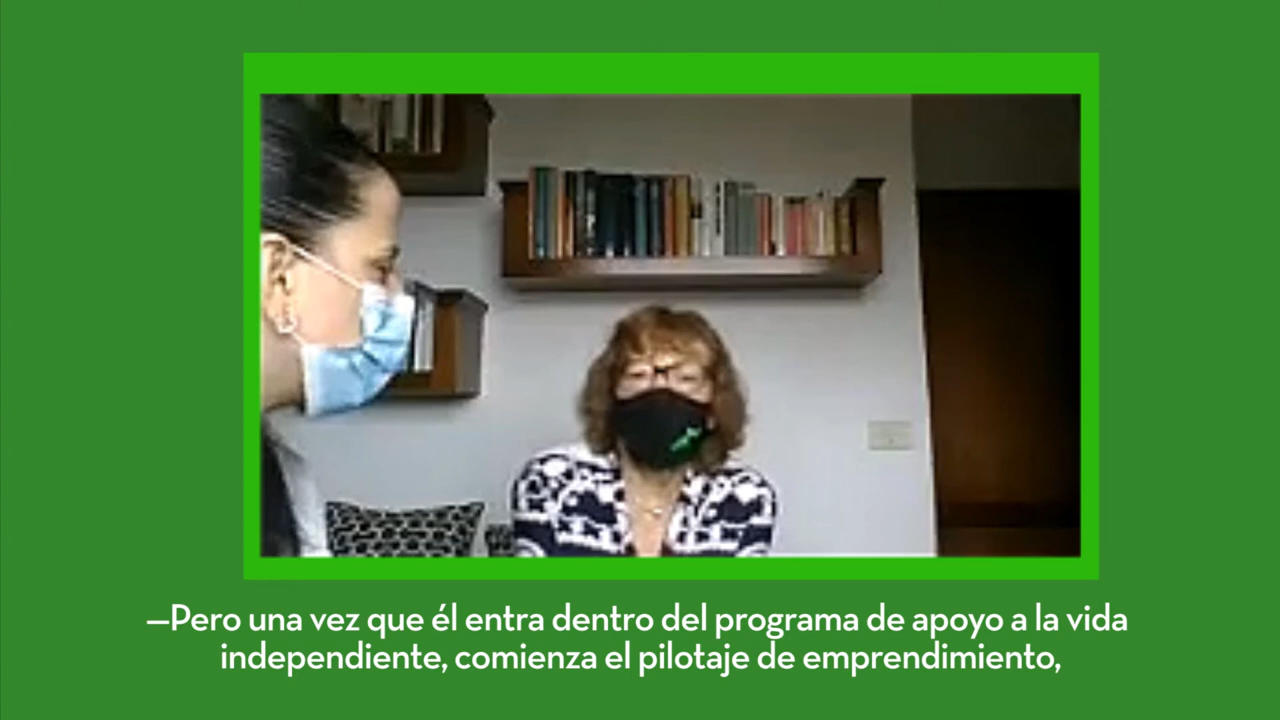 —Pero una vez que él entra dentro del programa de apoyo a la vida
independiente, comienza el pilotaje de emprendimiento,